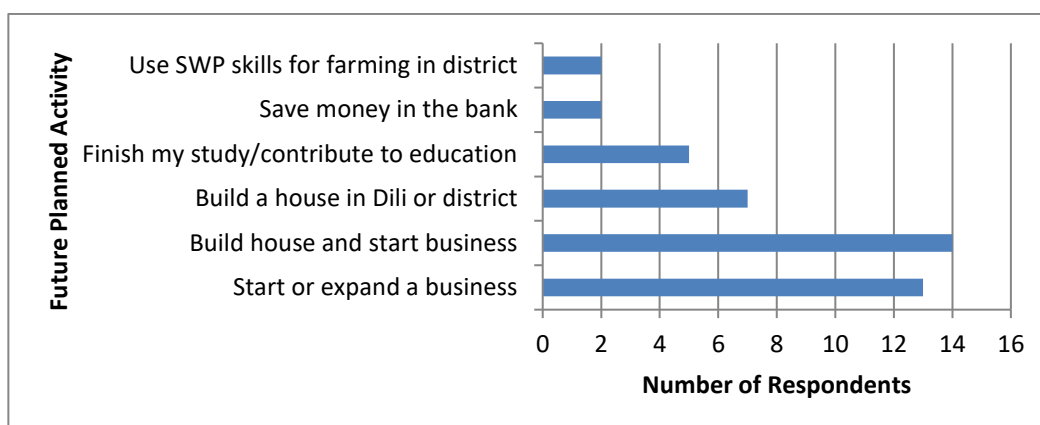 Future Planned Activity
Use SWP skills for farming in district
Save money in the bank
Finish my study/contribute to education
Build a house in Dili or district
Build house and start business
Start or expand a business
0 2 4 6 8 10 12 14 16
Number of Respondents